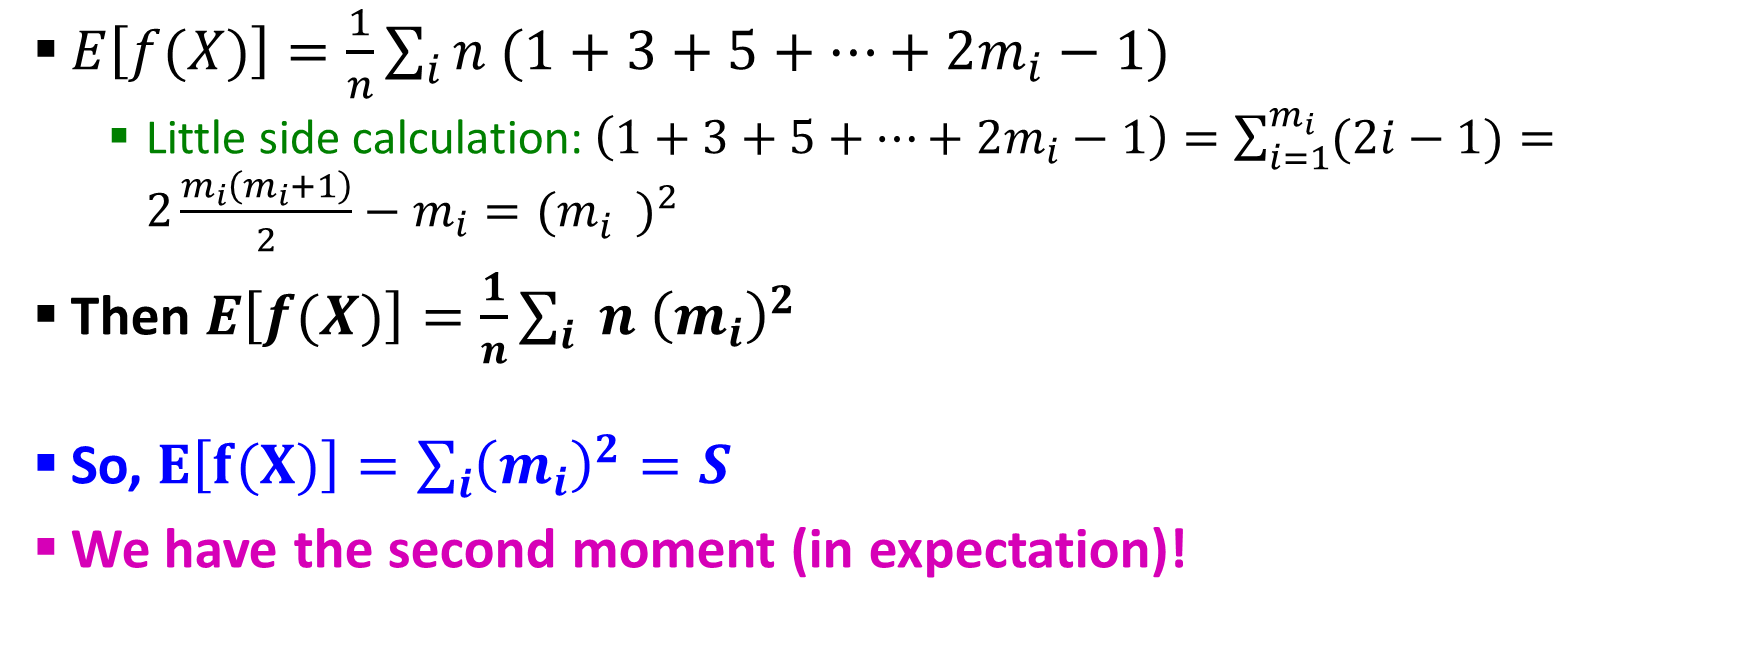 ▪ E[f(X)] = 1/n ∑ᵢ n (1 + 3 + 5 + ⋯ + 2mᵢ − 1)
▪ Little side calculation: (1 + 3 + 5 + ⋯ + 2mᵢ − 1) = ∑_{i=1}^{mᵢ}(2i − 1) =
2 mᵢ(mᵢ+1)/2 − mᵢ = (mᵢ )²
▪ Then E[f(X)] = 1/n ∑ᵢ n (mᵢ)²
▪ So, E[f(X)] = ∑ᵢ(mᵢ)² = S
▪ We have the second moment (in expectation)!